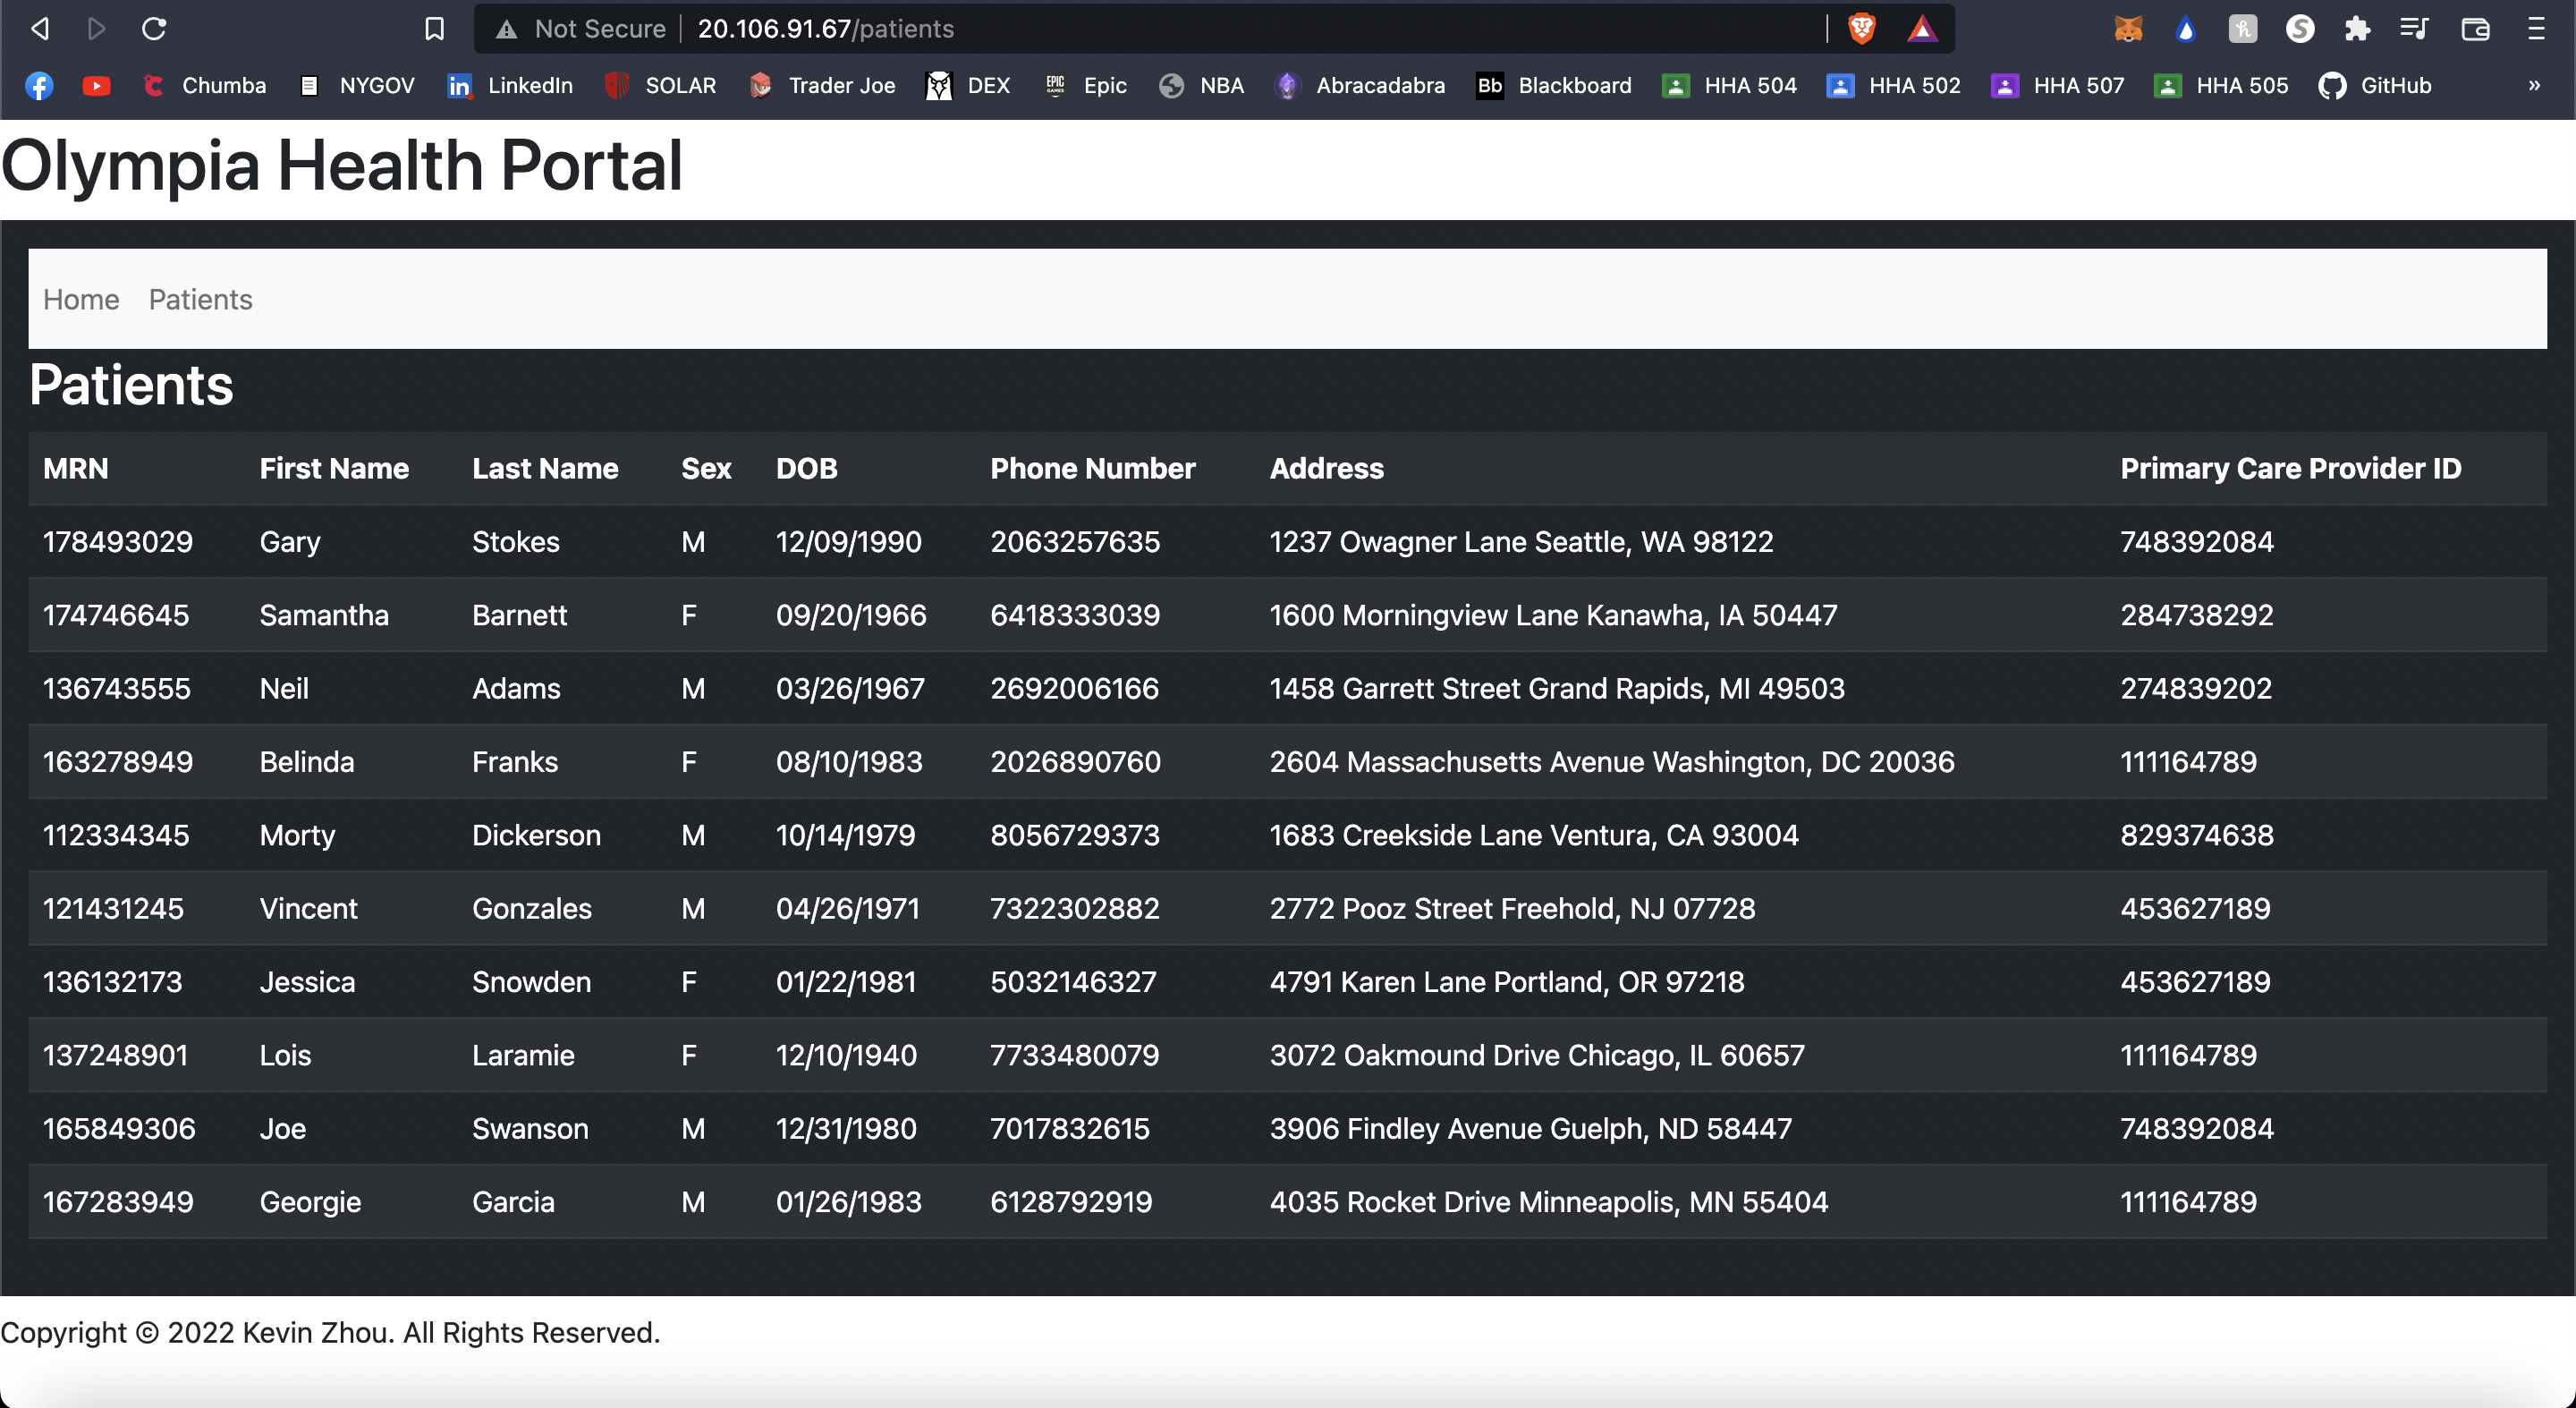 Not Secure 20.106.91.67/patients
Chumba NYGOV LinkedIn SOLAR Trader Joe DEX EPIC GAMES Epic NBA Abracadabra Bb Blackboard HHA 504 HHA 502 HHA 507 HHA 505 GitHub »
Olympia Health Portal
Home Patients
Patients
MRN First Name Last Name Sex DOB Phone Number Address Primary Care Provider ID
178493029 Gary Stokes M 12/09/1990 2063257635 1237 Owagner Lane Seattle, WA 98122 748392084
174746645 Samantha Barnett F 09/20/1966 6418333039 1600 Morningview Lane Kanawha, IA 50447 284738292
136743555 Neil Adams M 03/26/1967 2692006166 1458 Garrett Street Grand Rapids, MI 49503 274839202
163278949 Belinda Franks F 08/10/1983 2026890760 2604 Massachusetts Avenue Washington, DC 20036 111164789
112334345 Morty Dickerson M 10/14/1979 8056729373 1683 Creekside Lane Ventura, CA 93004 829374638
121431245 Vincent Gonzales M 04/26/1971 7322302882 2772 Pooz Street Freehold, NJ 07728 453627189
136132173 Jessica Snowden F 01/22/1981 5032146327 4791 Karen Lane Portland, OR 97218 453627189
137248901 Lois Laramie F 12/10/1940 7733480079 3072 Oakmound Drive Chicago, IL 60657 111164789
165849306 Joe Swanson M 12/31/1980 7017832615 3906 Findley Avenue Guelph, ND 58447 748392084
167283949 Georgie Garcia M 01/26/1983 6128792919 4035 Rocket Drive Minneapolis, MN 55404 111164789
Copyright © 2022 Kevin Zhou. All Rights Reserved.